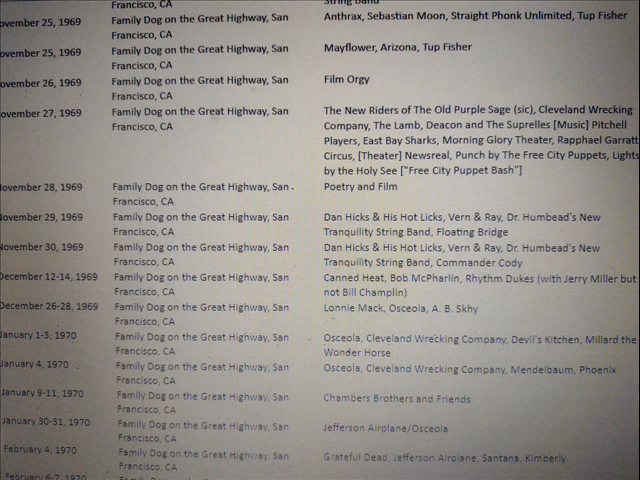 String Band
Francisco, CA
ovember 25, 1969 Family Dog on the Great Highway, San Anthrax, Sebastian Moon, Straight Phonk Unlimited, Tup Fisher
Francisco, CA
ovember 25, 1969 Family Dog on the Great Highway, San Mayflower, Arizona, Tup Fisher
Francisco, CA
ovember 26, 1969 Family Dog on the Great Highway, San Film Orgy
Francisco, CA
ovember 27, 1969 Family Dog on the Great Highway, San The New Riders of The Old Purple Sage (sic), Cleveland Wrecking
Francisco, CA Company, The Lamb, Deacon and The Suprelles [Music] Pitchell
Players, East Bay Sharks, Morning Glory Theater, Rapphael Garratt
Circus, [Theater] Newsreal, Punch by The Free City Puppets, Lights
by the Holy See ["Free City Puppet Bash"]
November 28, 1969 Family Dog on the Great Highway, San Poetry and Film
Francisco, CA
November 29, 1969 Family Dog on the Great Highway, San Dan Hicks & His Hot Licks, Vern & Ray, Dr. Humbead's New
Francisco, CA Tranquility String Band, Floating Bridge
November 30, 1969 Family Dog on the Great Highway, San Dan Hicks & His Hot Licks, Vern & Ray, Dr. Humbead's New
Francisco, CA Tranquility String Band, Commander Cody
December 12-14, 1969 Family Dog on the Great Highway, San Canned Heat, Bob McPharlin, Rhythm Dukes (with Jerry Miller but
Francisco, CA not Bill Champlin)
December 26-28, 1969 Family Dog on the Great Highway, San Lonnie Mack, Osceola, A. B. Skhy
Francisco, CA
January 1-3, 1970 Family Dog on the Great Highway, San Osceola, Cleveland Wrecking Company, Devil's Kitchen, Millard the
Francisco, CA Wonder Horse
January 4, 1970 Family Dog on the Great Highway, San Osceola, Cleveland Wrecking Company, Mendelbaum, Phoenix
Francisco, CA
January 9-11, 1970 Family Dog on the Great Highway, San Chambers Brothers and Friends
Francisco, CA
January 30-31, 1970 Family Dog on the Great Highway, San Jefferson Airplane/Osceola
Francisco, CA
February 4, 1970 Family Dog on the Great Highway, San Grateful Dead, Jefferson Airplane, Santana, Kimberly
Francisco, CA
February 6-7, 1970